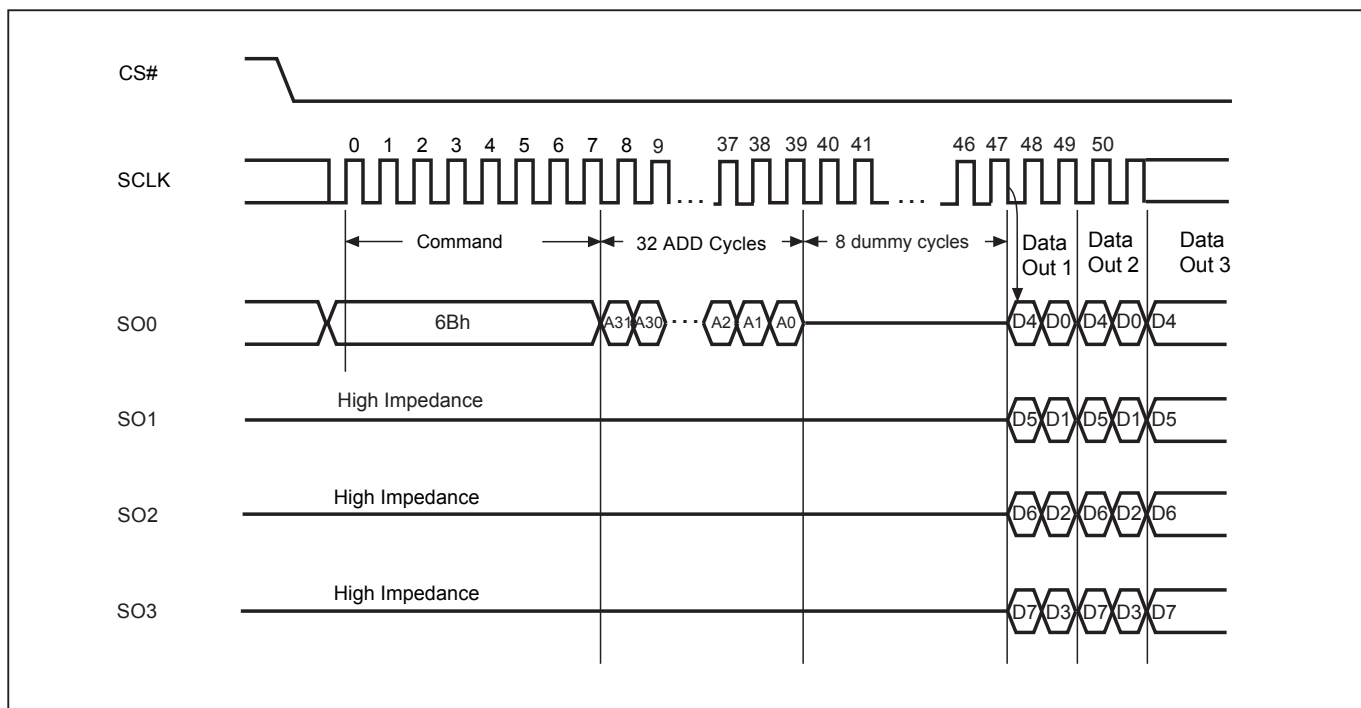 CS#
0 1 2 3 4 5 6 7 8 9 37 38 39 40 41 46 47 48 49 50
SCLK
Command 32 ADD Cycles 8 dummy cycles Data Out 1 Data Out 2 Data Out 3
SO0 6Bh A31 A30 A2 A1 A0 D4 D0 D4 D0 D4
High Impedance
SO1 D5 D1 D5 D1 D5
High Impedance
SO2 D6 D2 D6 D2 D6
High Impedance
SO3 D7 D3 D7 D3 D7